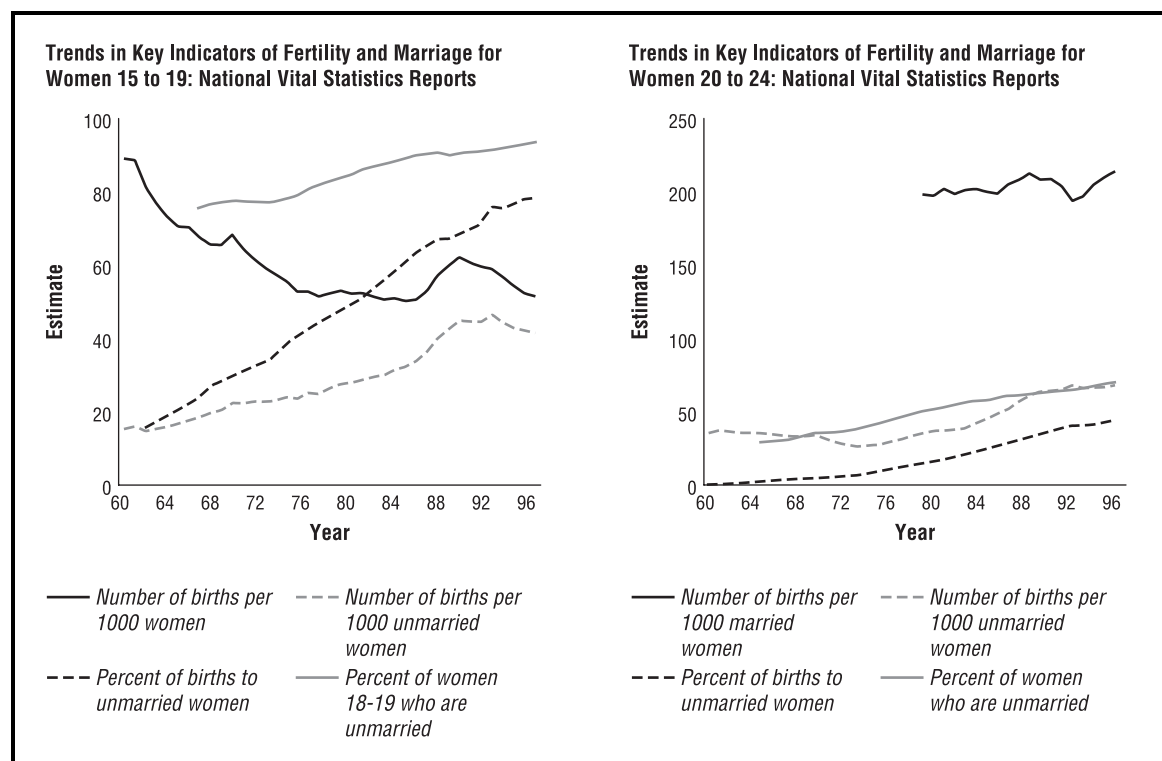 Trends in Key Indicators of Fertility and Marriage for
Women 15 to 19: National Vital Statistics Reports
100
80
60
40
20
0
Estimate
60 64 68 72 76 80 84 88 92 96
Year
Number of births per
1000 women
Number of births per
1000 unmarried
women
Percent of births to
unmarried women
Percent of women
18-19 who are
unmarried
Trends in Key Indicators of Fertility and Marriage for
Women 20 to 24: National Vital Statistics Reports
250
200
150
100
50
0
Estimate
60 64 68 72 76 80 84 88 92 96
Year
Number of births per
1000 married
women
Number of births per
1000 unmarried
women
Percent of births to
unmarried women
Percent of women
who are unmarried